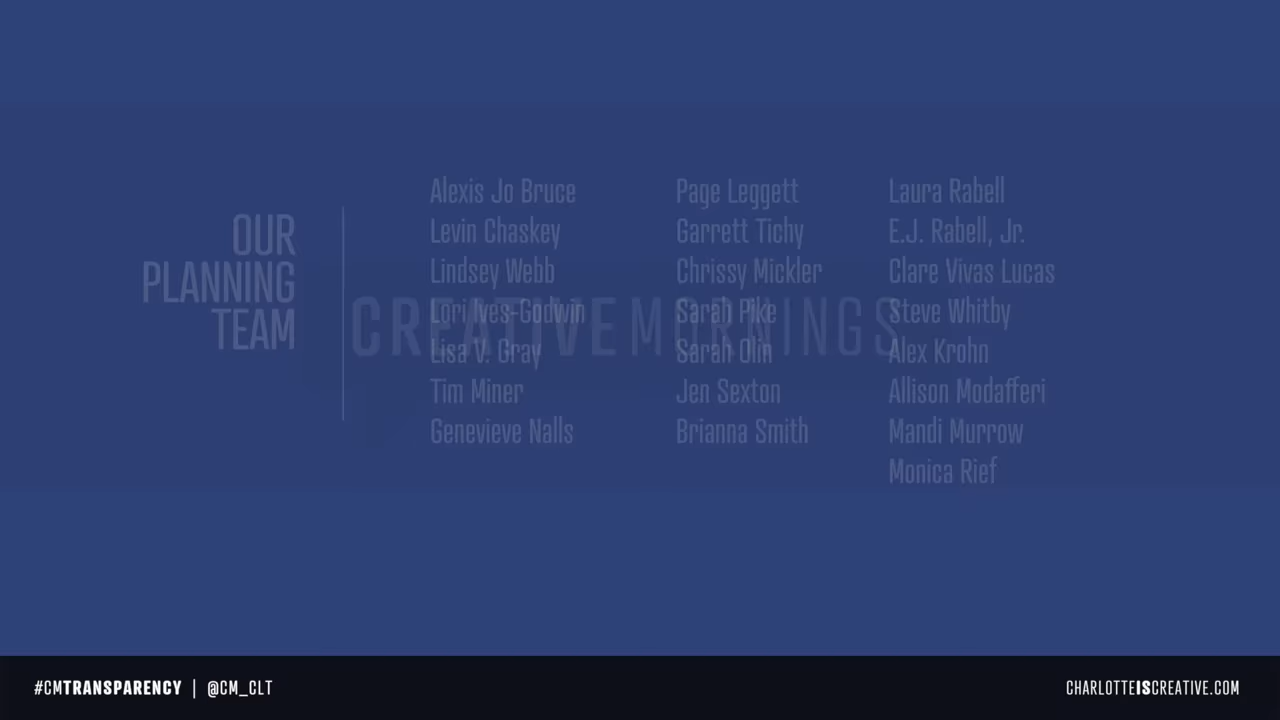 OUR
PLANNING
TEAM
Alexis Jo Bruce
Levin Chaskey
Lindsey Webb
Lori Ives-Godwin
Lisa V. Gray
Tim Miner
Genevieve Nalls
Page Leggett
Garrett Tichy
Chrissy Mickler
Sarah Pike
Sarah Olin
Jen Sexton
Brianna Smith
Laura Rabell
E.J. Rabell, Jr.
Clare Vivas Lucas
Steve Whitby
Alex Krohn
Allison Modafferi
Mandi Murrow
Monica Rief
CREATIVEMORNINGS
#CMTRANSPARENCY | @CM_CLT
CHARLOTTEISCREATIVE.COM